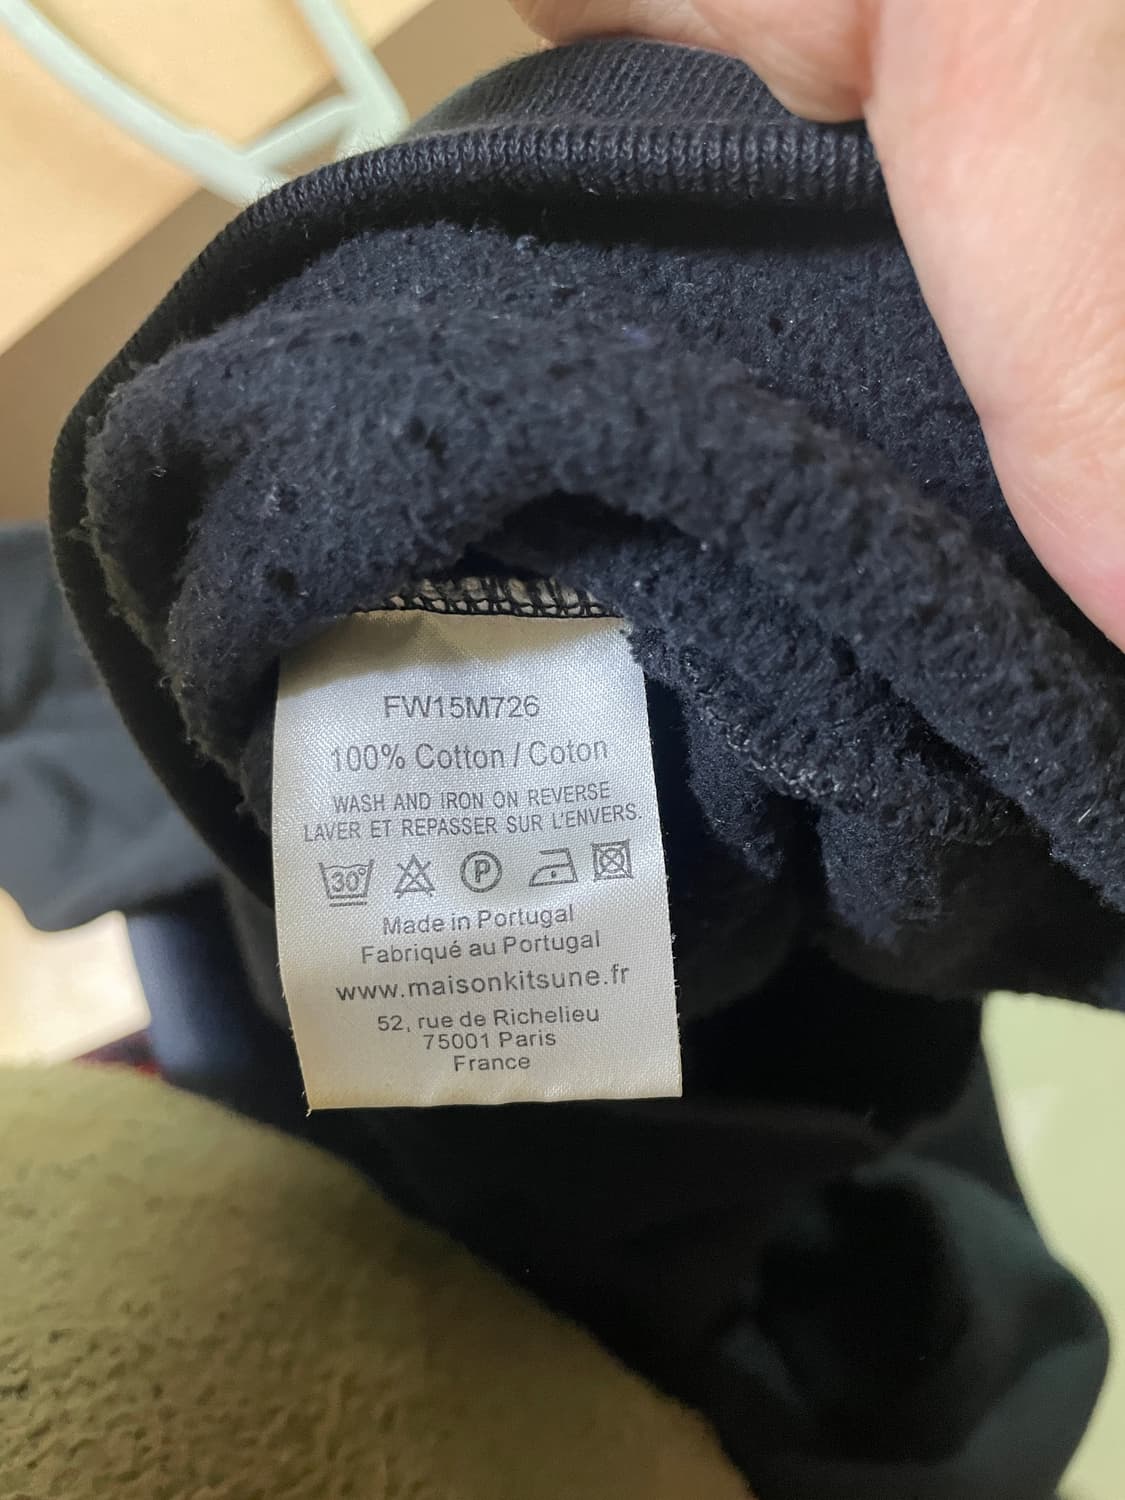 FW15M726
100% Cotton / Coton
WASH AND IRON ON REVERSE
LAVER ET REPASSER SUR L'ENVERS.
30° P
Made in Portugal
Fabriqué au Portugal
www.maisonkitsune.fr
52, rue de Richelieu
75001 Paris
France